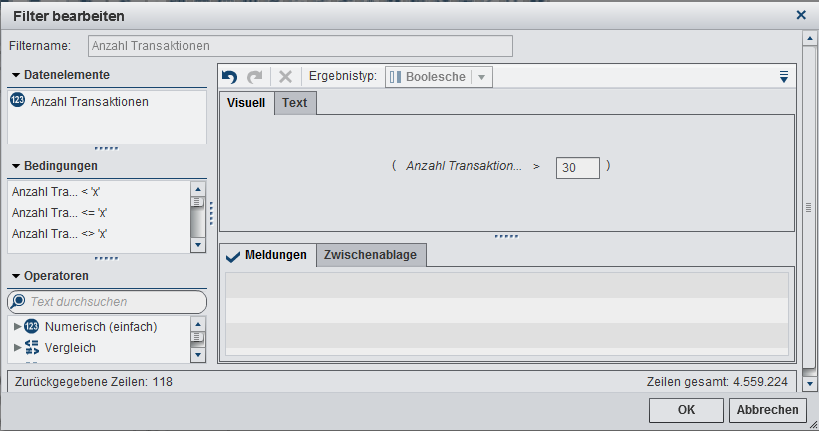 Filter bearbeiten
Filtername: Anzahl Transaktionen
Datenelemente
123 Anzahl Transaktionen
Bedingungen
Anzahl Tra... < 'x'
Anzahl Tra... <= 'x'
Anzahl Tra... <> 'x'
Operatoren
Text durchsuchen
123 Numerisch (einfach)
Vergleich
Ergebnistyp: Boolesche
Visuell Text
( Anzahl Transaktion... > 30 )
Meldungen Zwischenablage
Zurückgegebene Zeilen: 118 Zeilen gesamt: 4.559.224
OK Abbrechen